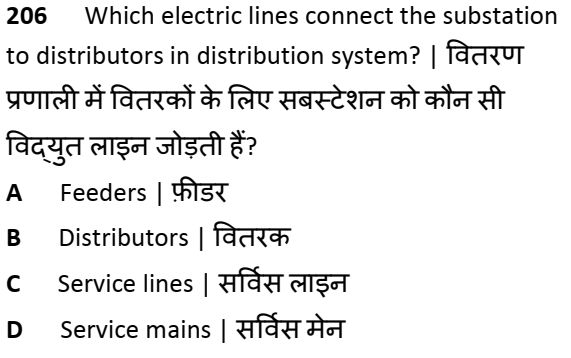 206 Which electric lines connect the substation
to distributors in distribution system? | वितरण
प्रणाली में वितरकों के लिए सबस्टेशन को कौन सी
विद्युत लाइन जोड़ती हैं?
A Feeders | फ़ीडर
B Distributors | वितरक
C Service lines | सर्विस लाइन
D Service mains | सर्विस मेन